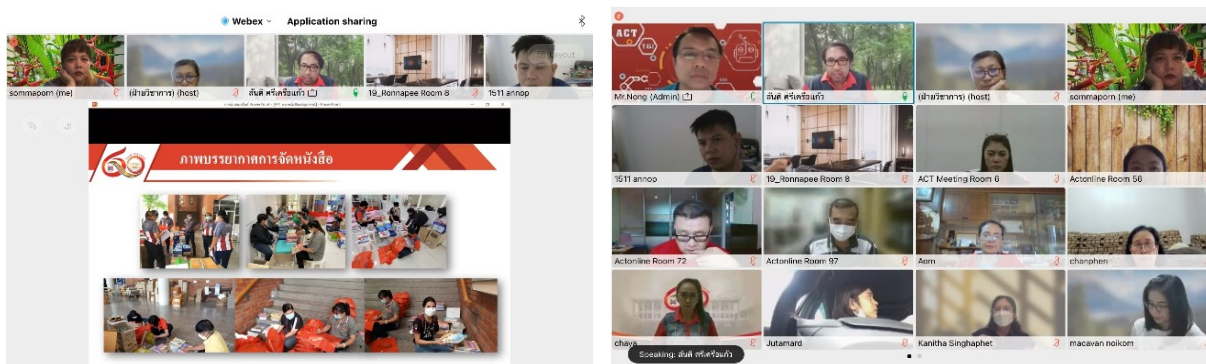 Webex
Application sharing
Layout
sommaporn (me)
(ฝ่ายวิชาการ) (host)
สันติ ศรีเครือแก้ว
19_Ronnapee Room 8
1511 annop
60
ภาพบรรยากาศการจัดหนังสือ
ACT
TGI
Mr.Nong (Admin)
สันติ ศรีเครือแก้ว
(ฝ่ายวิชาการ) (host)
sommaporn (me)
1511 annop
19_Ronnapee Room 8
ACT Meeting Room 6
Actonline Room 56
Actonline Room 72
Actonline Room 97
Aom
chanphen
chaya
Jutamard
Kanitha Singhaphet
macavan noikom
Speaking: สันติ ศรีเครือแก้ว